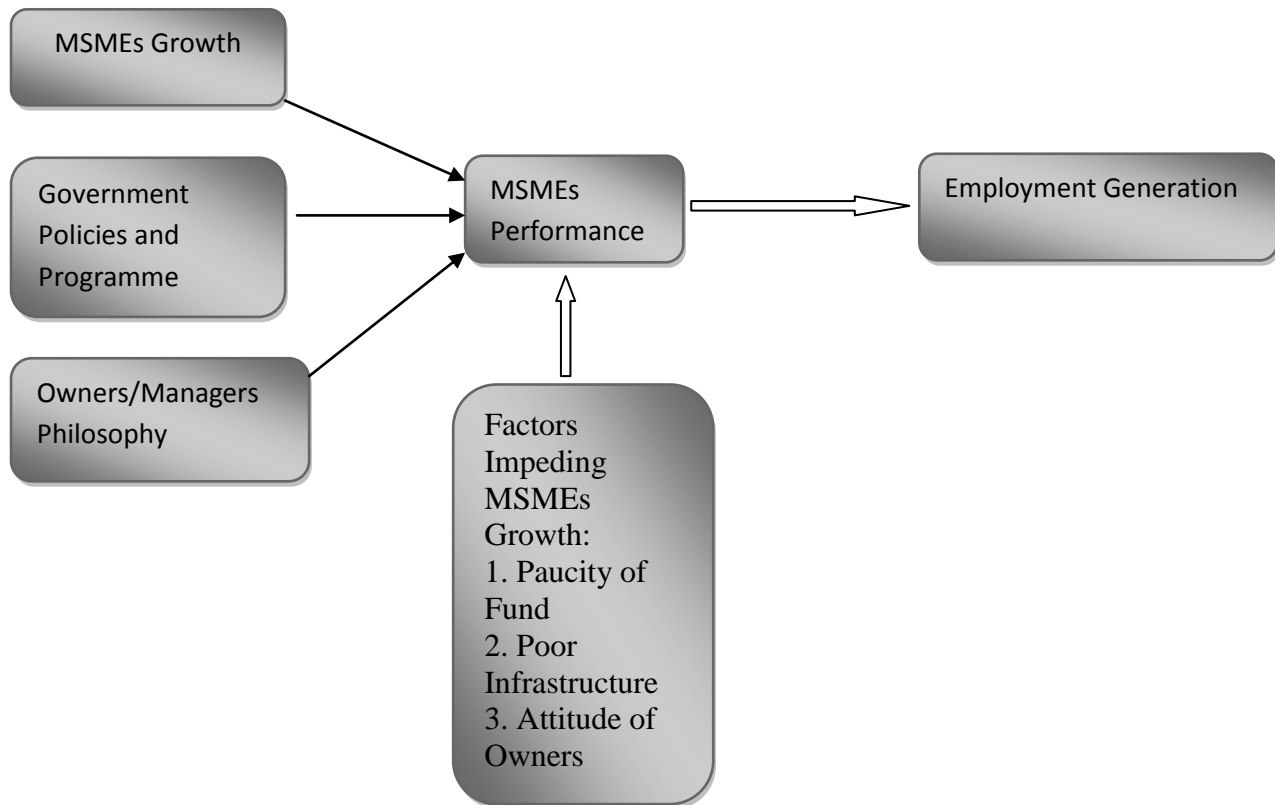 MSMEs Growth
Government
Policies and
Programme
Owners/Managers
Philosophy
MSMEs
Performance
Employment Generation
Factors
Impeding
MSMEs
Growth:
1. Paucity of
Fund
2. Poor
Infrastructure
3. Attitude of
Owners